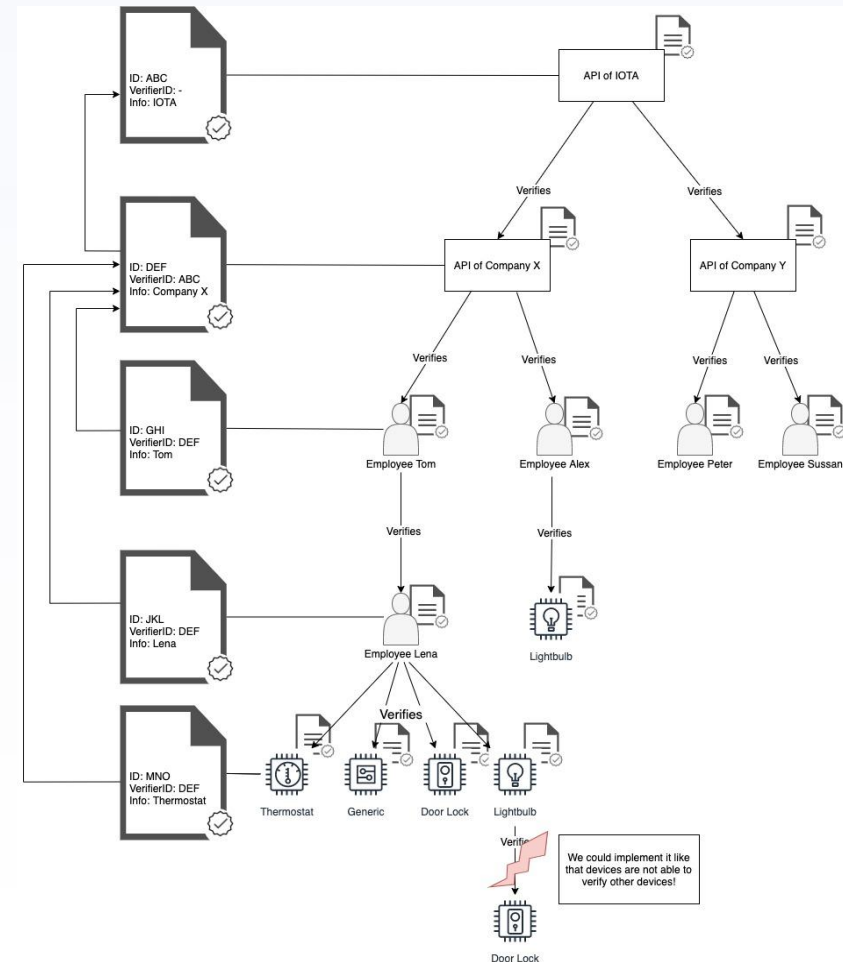 ID: ABC
VerifierID: -
Info: IOTA
API of IOTA
Verifies
Verifies
ID: DEF
VerifierID: ABC
Info: Company X
API of Company X
API of Company Y
Verifies
Verifies
Verifies
Verifies
ID: GHI
VerifierID: DEF
Info: Tom
Employee Tom
Employee Alex
Employee Peter
Employee Sussan
Verifies
Verifies
ID: JKL
VerifierID: DEF
Info: Lena
Employee Lena
Lightbulb
Verifies
ID: MNO
VerifierID: DEF
Info: Thermostat
Thermostat
Generic
Door Lock
Lightbulb
We could implement it like
that devices are not able to
verify other devices!
Door Lock